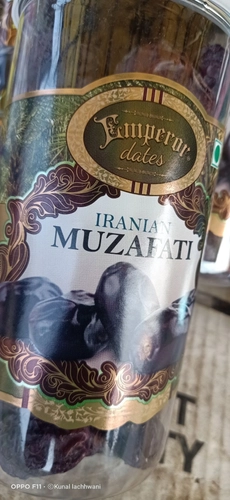 Emperor
dates
IRANIAN
MUZAFATI
OPPO F11 · ©Kunal lachhwani